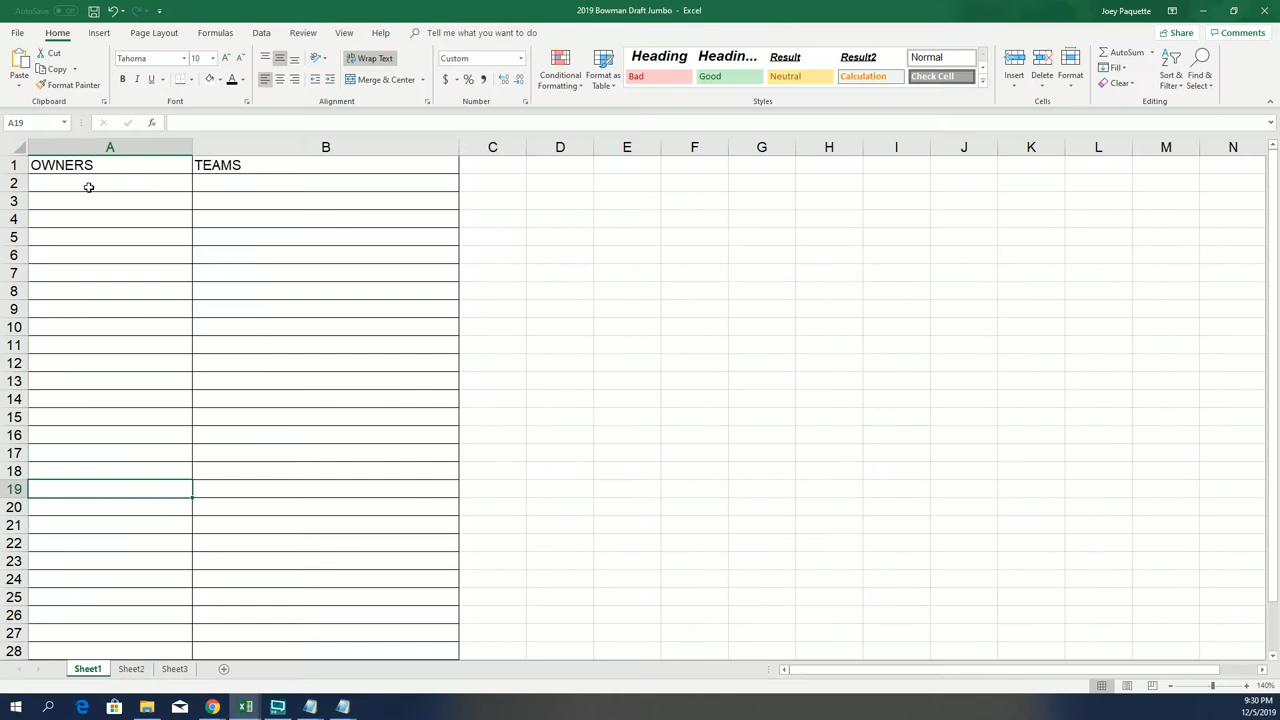 AutoSave Off
2019 Bowman Draft Jumbo - Excel
Joey Paquette
File Home Insert Page Layout Formulas Data Review View Help Tell me what you want to do
Share Comments
Paste
Cut
Copy
Format Painter
Clipboard
Tahoma 10
B I U A
Font
Wrap Text
Merge & Center
Alignment
Custom
$ % ,
Number
Conditional Formatting
Format as Table
Heading Headin... Result Result2 Normal
Bad Good Neutral Calculation Check Cell
Styles
Insert Delete Format
Cells
AutoSum
Fill
Clear
Sort & Filter
Find & Select
Editing
A19 fx
A B C D E F G H I J K L M N
1 OWNERS TEAMS
2
3
4
5
6
7
8
9
10
11
12
13
14
15
16
17
18
19
20
21
22
23
24
25
26
27
28
Sheet1 Sheet2 Sheet3
140%
9:30 PM
12/5/2019